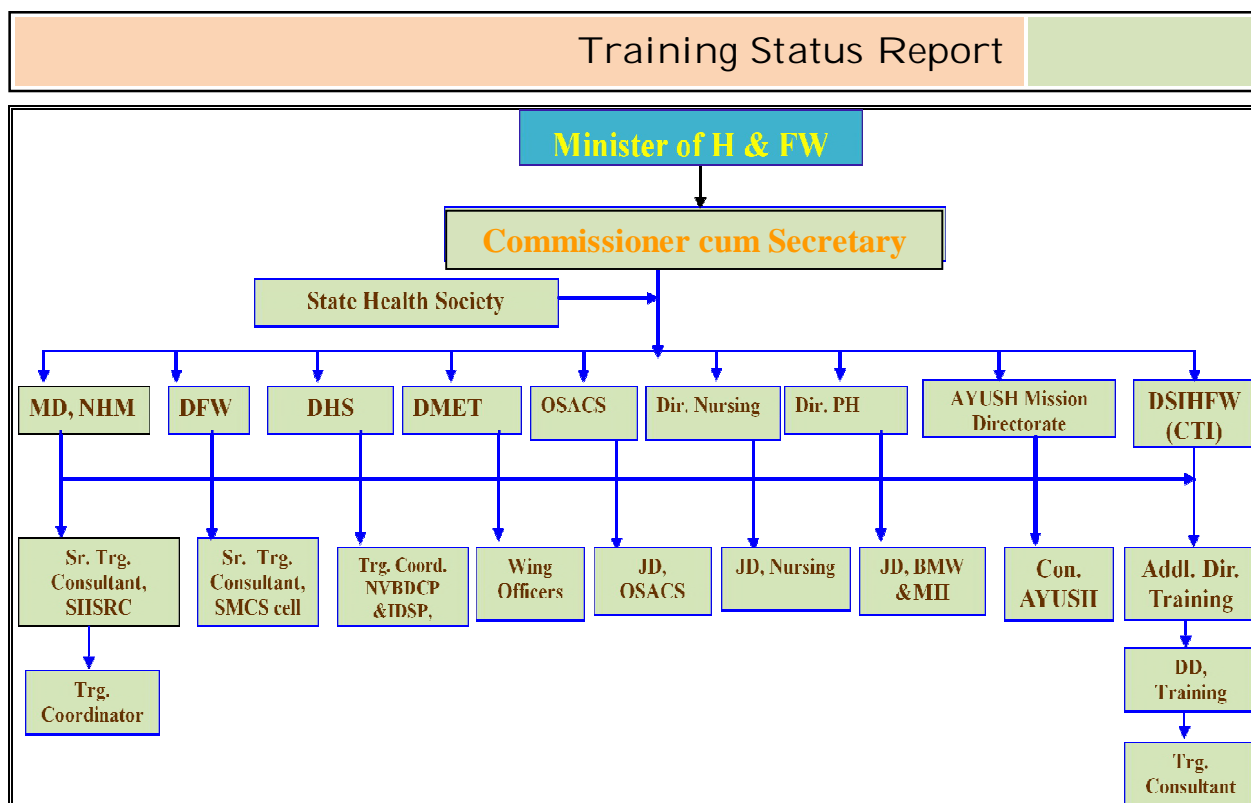 Training Status Report
Minister of H & FW
Commissioner cum Secretary
State Health Society
MD, NHM
DFW
DHS
DMET
OSACS
Dir. Nursing
Dir. PH
AYUSH Mission
Directorate
DSIHFW
(CTI)
Sr. Trg.
Consultant,
SHSRC
Sr. Trg.
Consultant,
SMCS cell
Trg. Coord.
NVBDCP
&IDSP,
Wing
Officers
JD,
OSACS
JD, Nursing
JD, BMW
&MH
Con.
AYUSH
Addl. Dir.
Training
Trg.
Coordinator
DD,
Training
Trg.
Consultant